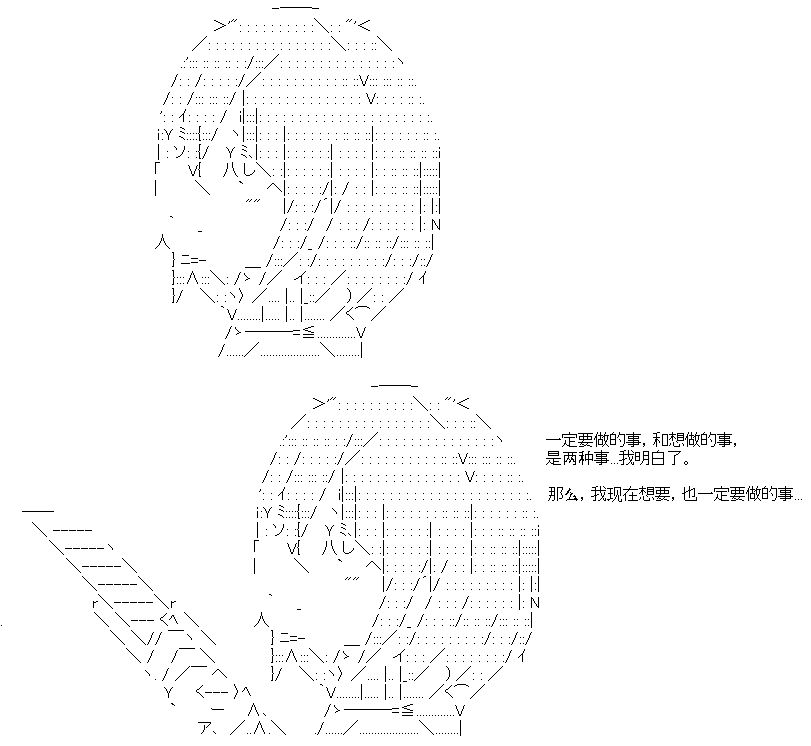 一定要做的事，和想做的事，
是两种事...我明白了。
那么，我现在想要，也一定要做的事...